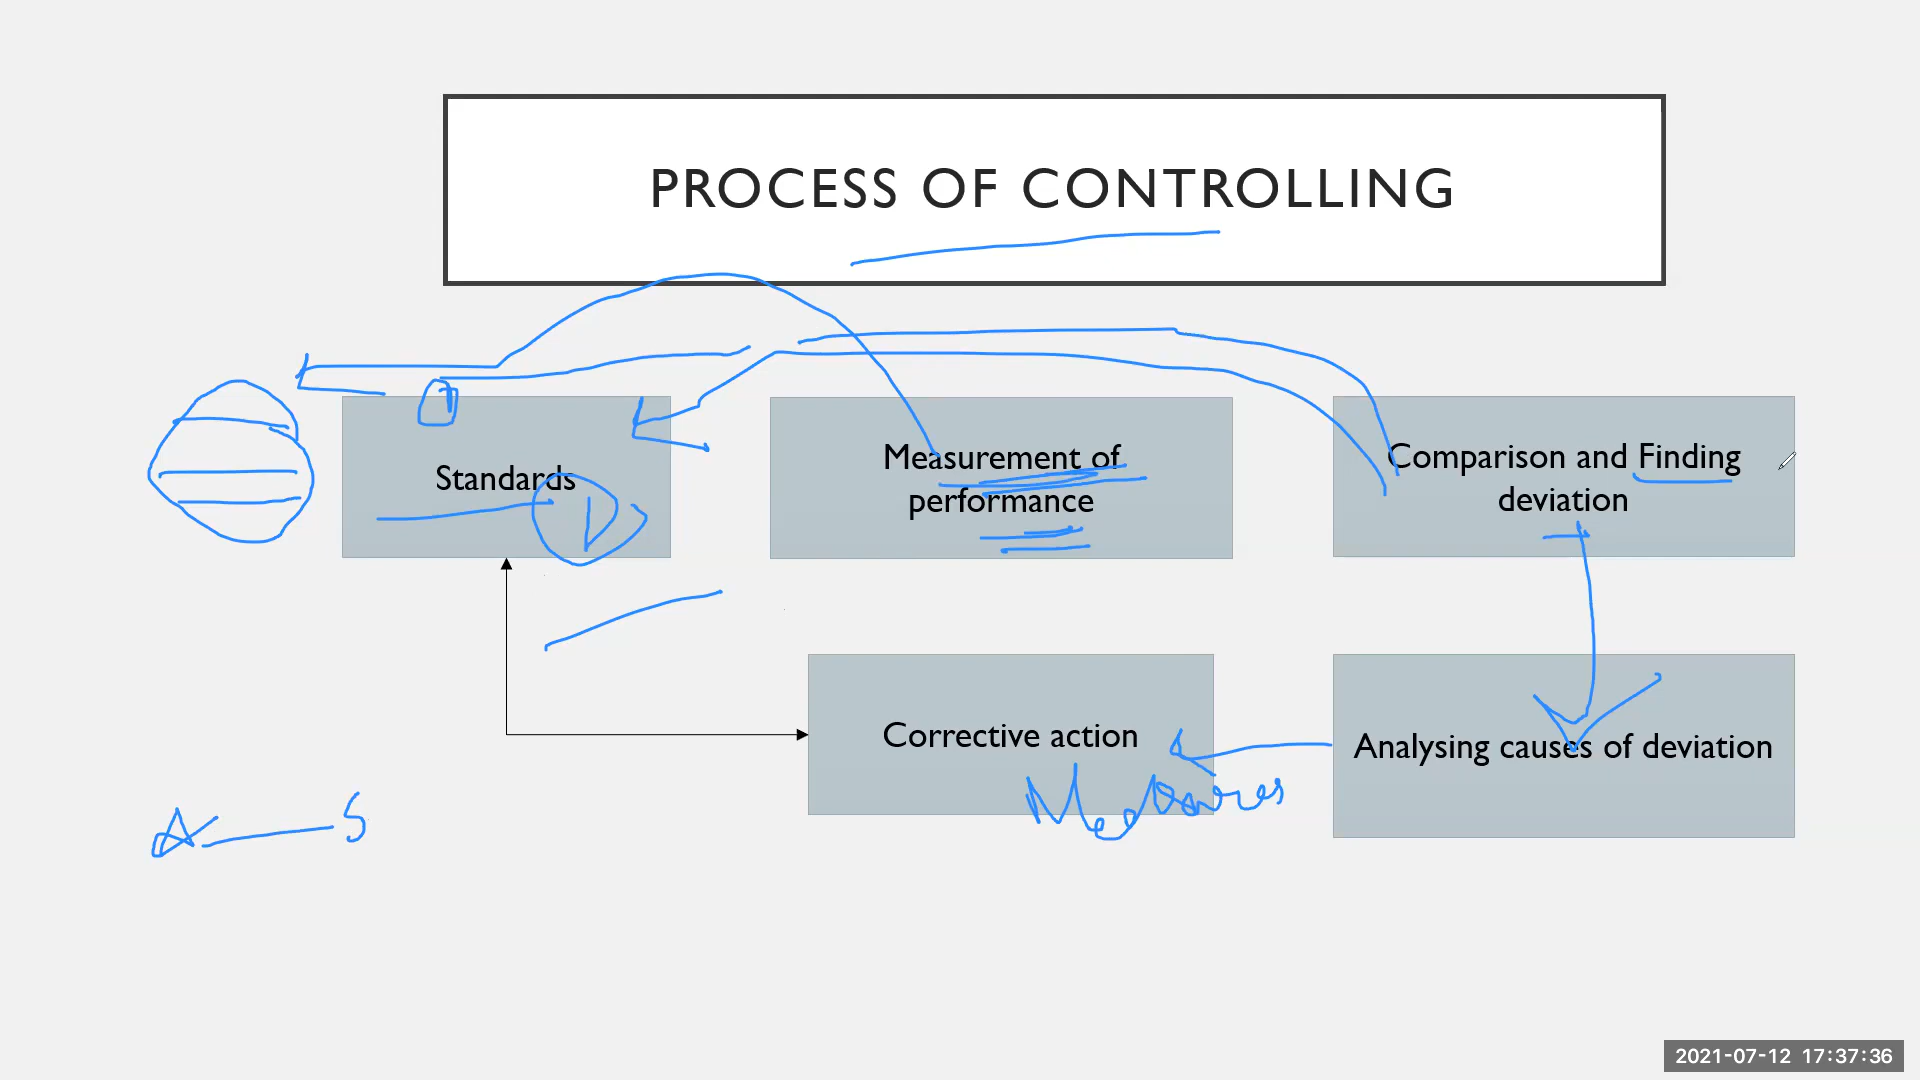 PROCESS OF CONTROLLING
Standards
Measurement of
performance
Comparison and Finding
deviation
Corrective action
Measures
Analysing causes of deviation
A
S
2021-07-12 17:37:36